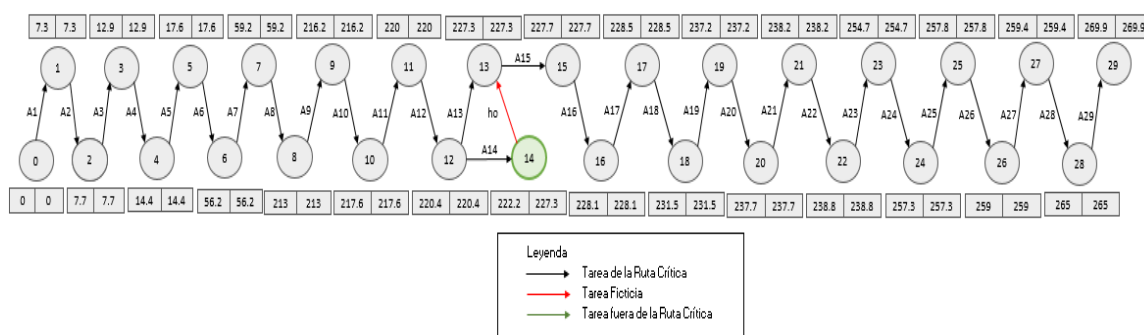 7.3 7.3 12.9 12.9 17.6 17.6 59.2 59.2 216.2 216.2 220 220 227.3 227.3 227.7 227.7 228.5 228.5 237.2 237.2 238.2 238.2 254.7 254.7 257.8 257.8 259.4 259.4 269.9 269.9
1 3 5 7 9 11 13 A15 15 17 19 21 23 25 27 29
A1 A2 A3 A4 A5 A6 A7 A8 A9 A10 A11 A12 A13 ho A16 A17 A18 A19 A20 A21 A22 A23 A24 A25 A26 A27 A28 A29
0 2 4 6 8 10 12 A14 14 16 18 20 22 24 26 28
0 0 7.7 7.7 14.4 14.4 56.2 56.2 213 213 217.6 217.6 220.4 220.4 222.2 227.3 228.1 228.1 231.5 231.5 237.7 237.7 238.8 238.8 257.3 257.3 259 259 265 265
Leyenda
Tarea de la Ruta Crítica
Tarea Ficticia
Tarea fuera de la Ruta Crítica